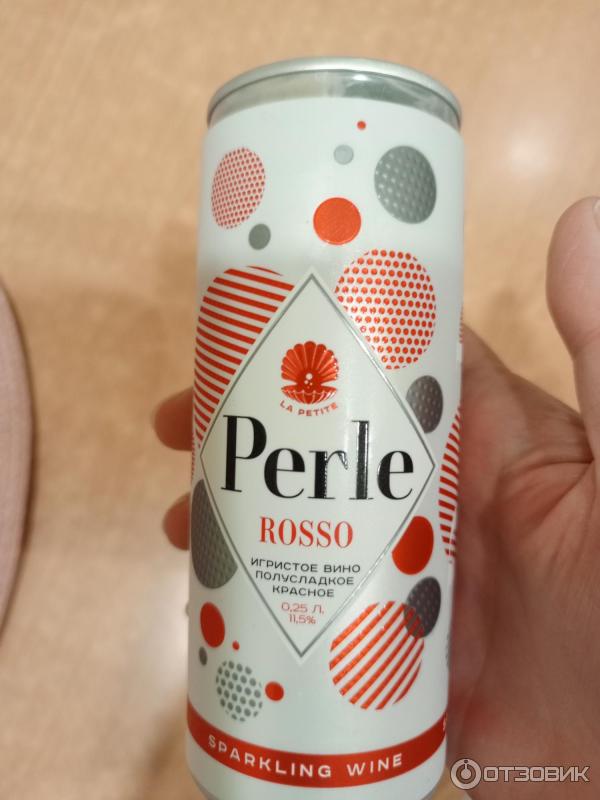 LA PETITE
Perle
ROSSO
ИГРИСТОЕ ВИНО
ПОЛУСЛАДКОЕ
КРАСНОЕ
0,25 Л.
11,5%
SPARKLING WINE
ОТЗОВИК